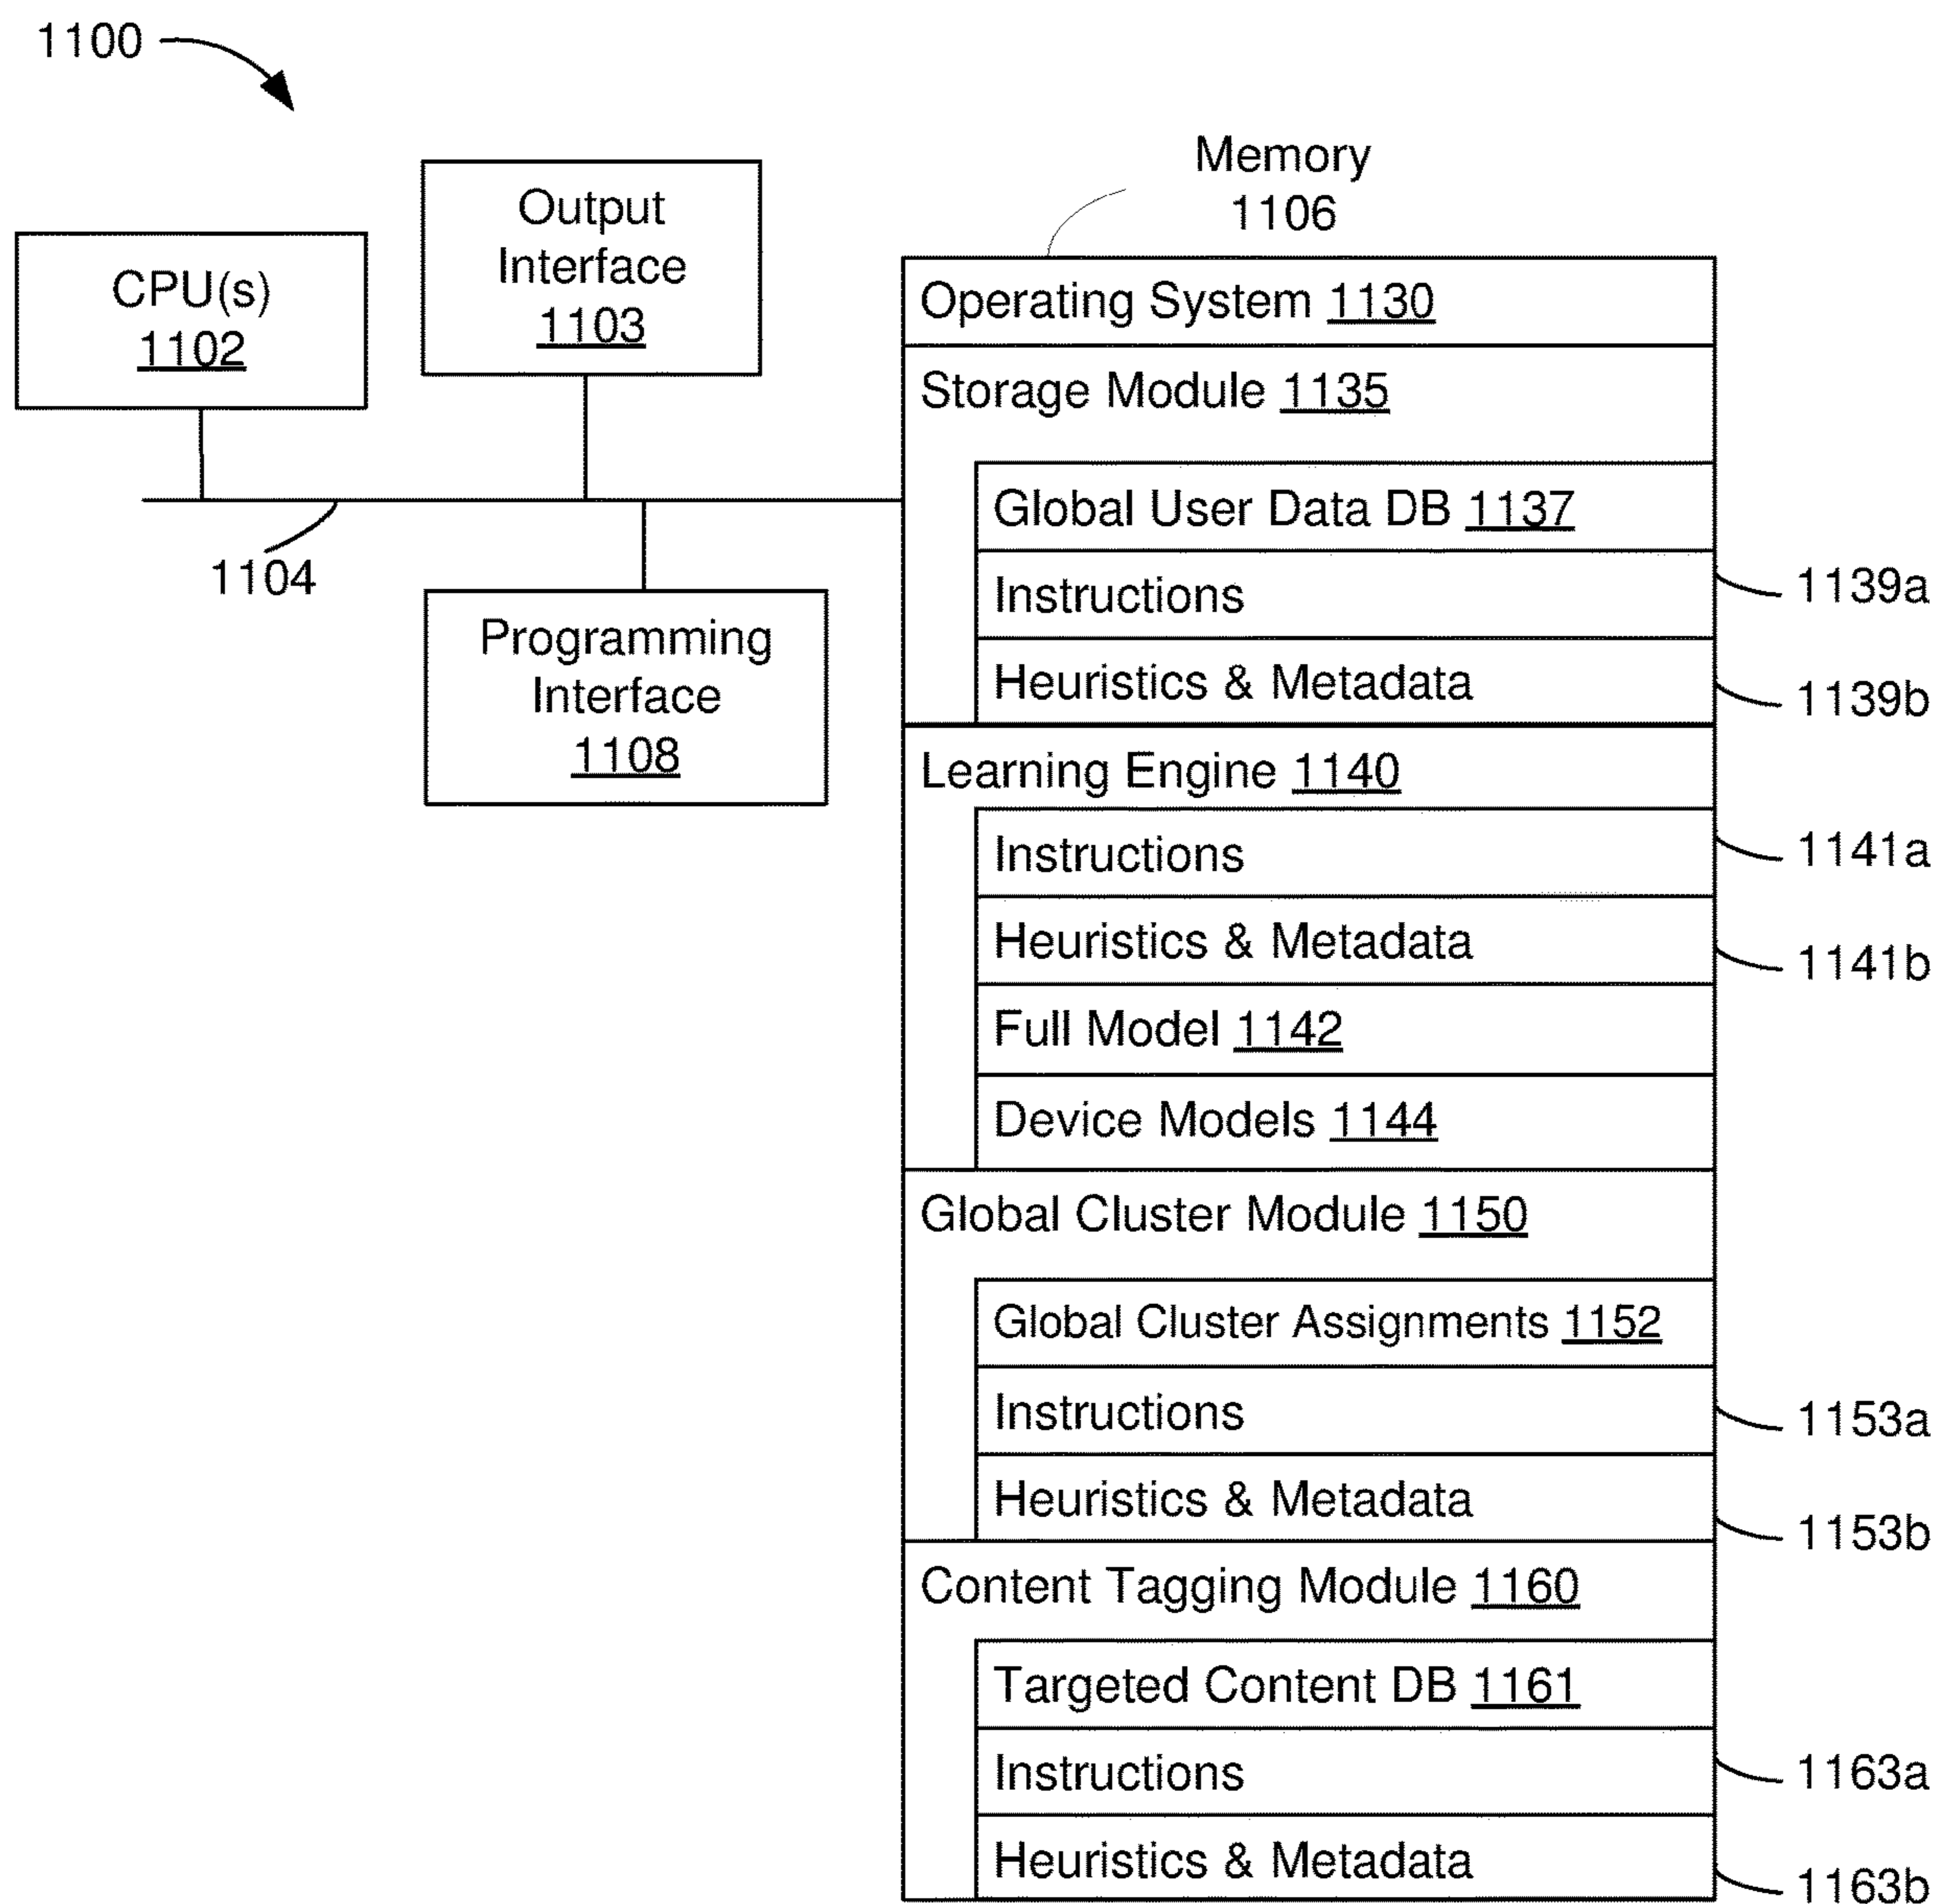 1100
CPU(s)
1102
Output
Interface
1103
1104
Programming
Interface
1108
Memory
1106
Operating System 1130
Storage Module 1135
Global User Data DB 1137
Instructions
1139a
Heuristics & Metadata
1139b
Learning Engine 1140
Instructions
1141a
Heuristics & Metadata
1141b
Full Model 1142
Device Models 1144
Global Cluster Module 1150
Global Cluster Assignments 1152
Instructions
1153a
Heuristics & Metadata
1153b
Content Tagging Module 1160
Targeted Content DB 1161
Instructions
1163a
Heuristics & Metadata
1163b